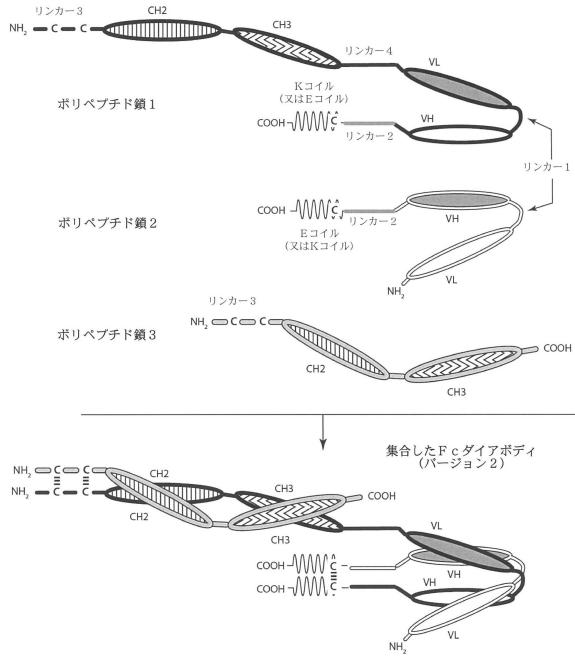 リンカー3
CH2
NH2
C
C
CH3
リンカー4
VL
Kコイル
(又はEコイル)
ポリペプチド鎖1
COOH
C
リンカー2
VH
リンカー1
ポリペプチド鎖2
COOH
C
リンカー2
VH
Eコイル
(又はKコイル)
VL
NH2
リンカー3
ポリペプチド鎖3
NH2
C
C
COOH
CH2
CH3
集合したFcダイアボディ
(バージョン2)
NH2
C
C
CH2
CH3
COOH
NH2
C
C
CH2
CH3
VL
COOH
C
VH
COOH
C
VH
NH2
VL